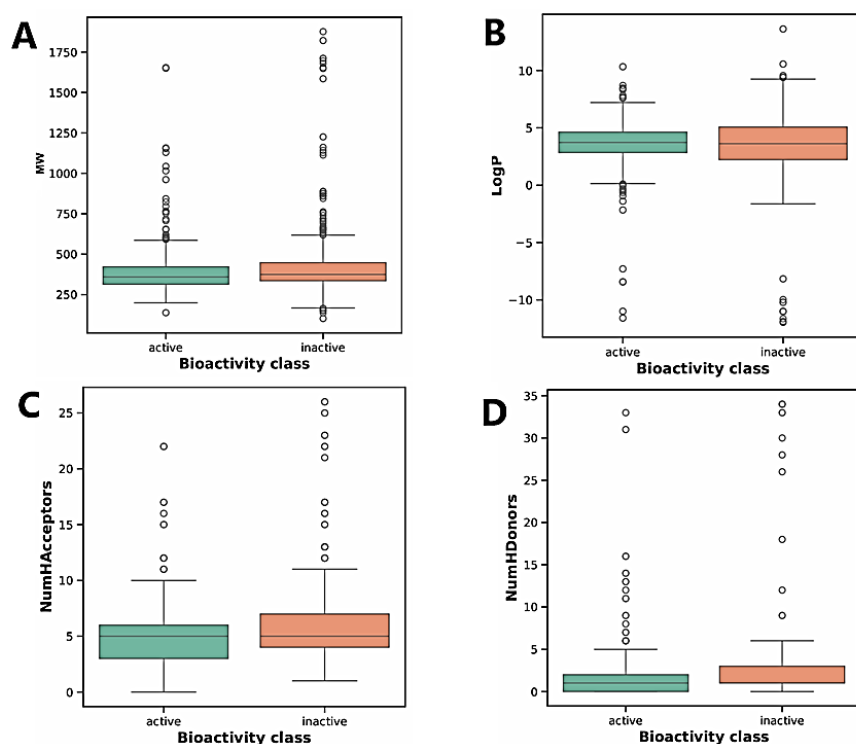 A
MW
1750
1500
1250
1000
750
500
250
active
inactive
Bioactivity class
B
LogP
10
5
0
−5
−10
active
inactive
Bioactivity class
C
NumHAcceptors
25
20
15
10
5
0
active
inactive
Bioactivity class
D
NumHDonors
35
30
25
20
15
10
5
0
active
inactive
Bioactivity class